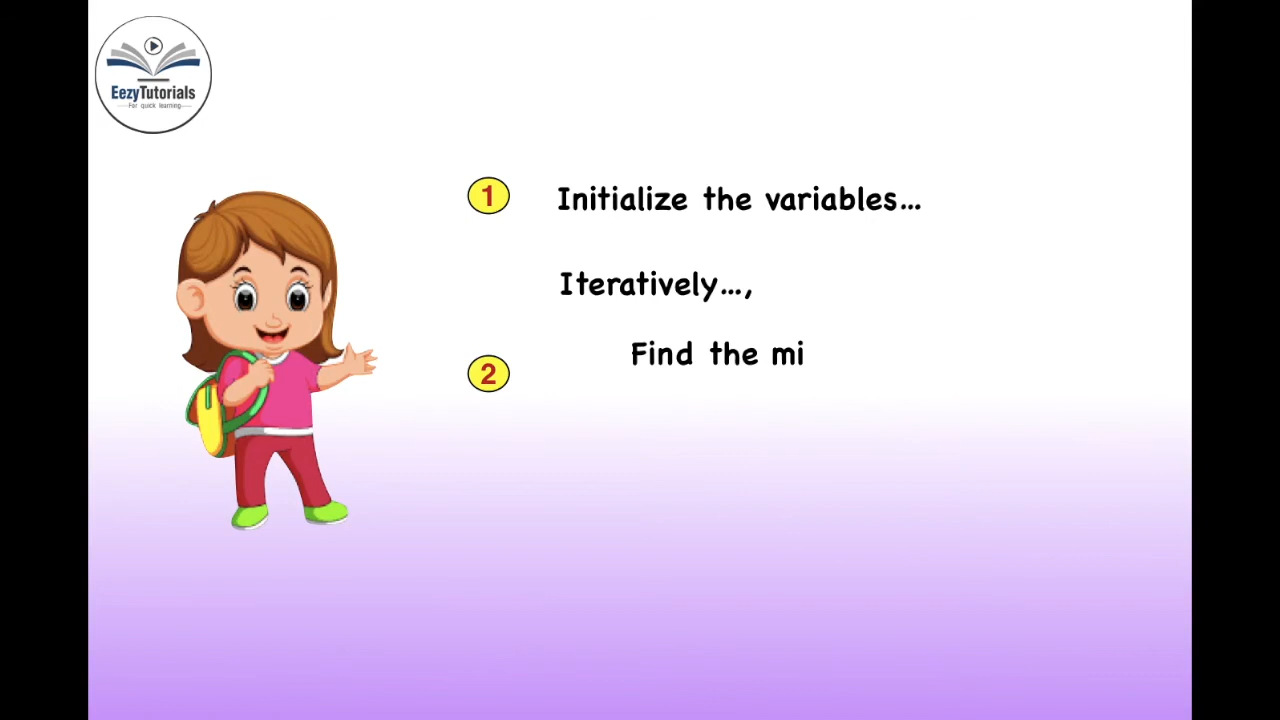 EezyTutorials
For quick learning
1 Initialize the variables...
Iteratively...,
Find the mi
2